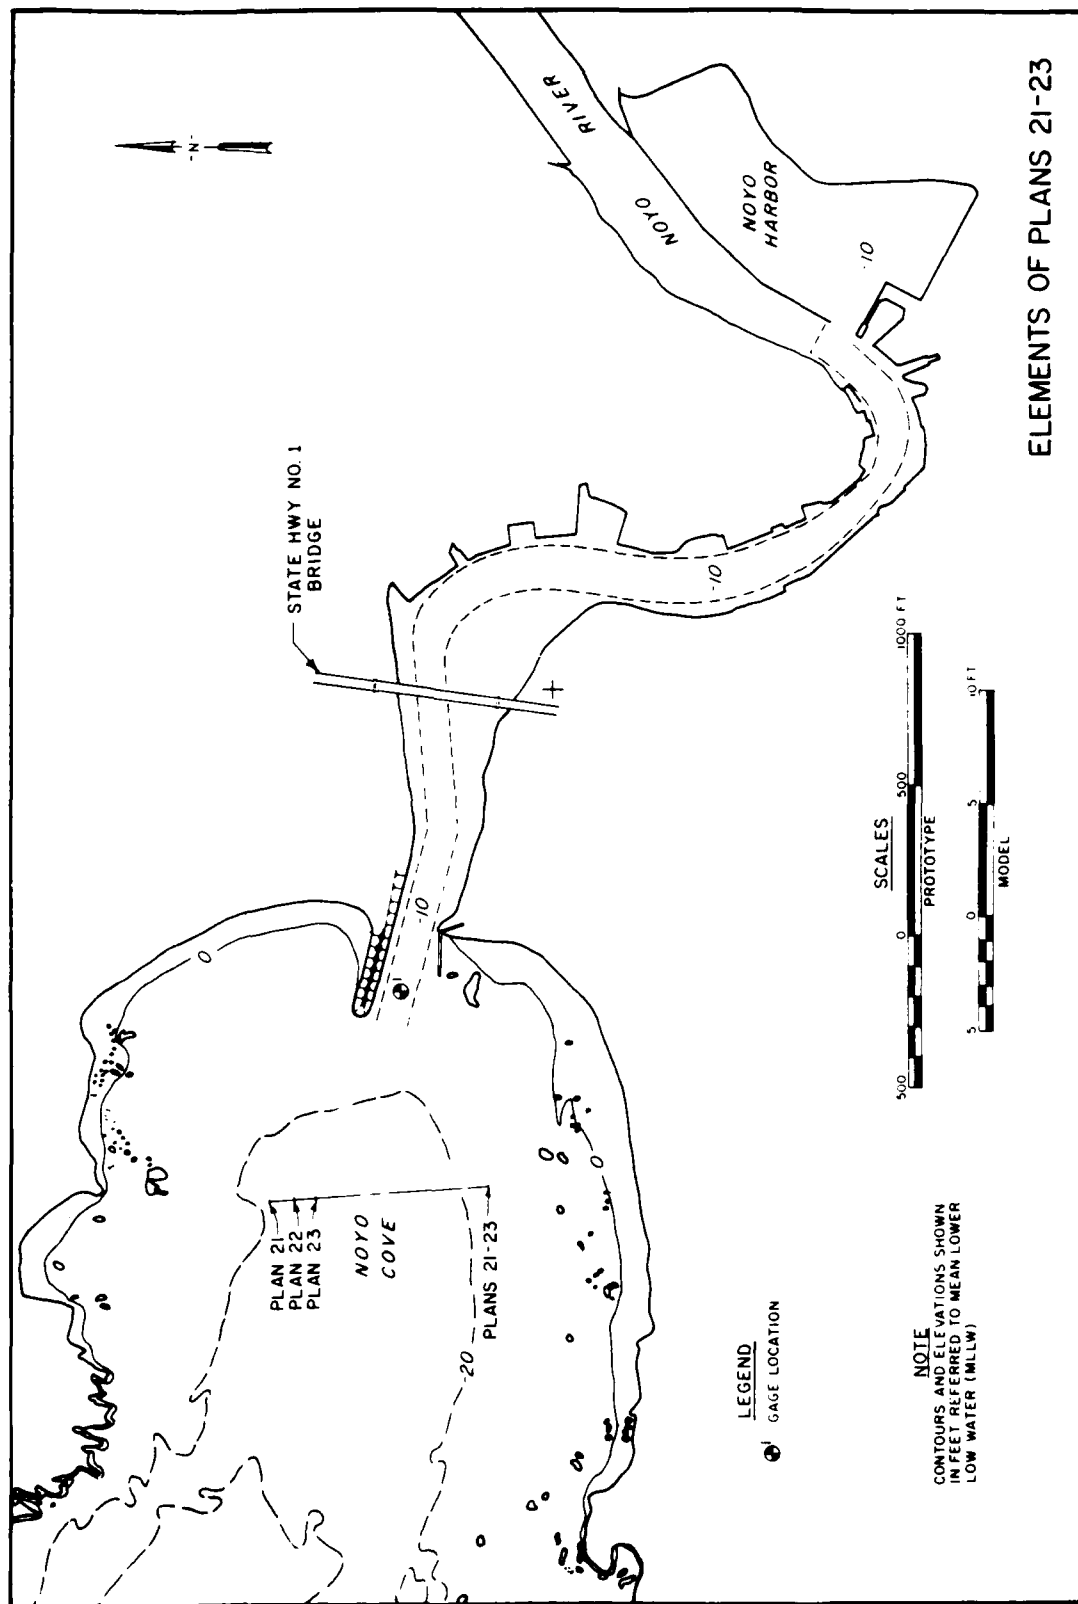 -N-
STATE HWY NO. 1
BRIDGE
NOYO RIVER
NOYO
HARBOR
-10
-10
-10
0
0
0
PLAN 21
PLAN 22
PLAN 23
NOYO
COVE
PLANS 21-23
-20
1
LEGEND
1 GAGE LOCATION
NOTE
CONTOURS AND ELEVATIONS SHOWN
IN FEET REFERRED TO MEAN LOWER
LOW WATER (MLLW)
SCALES
500 0 500 1000 FT
PROTOTYPE
5 0 5 10 FT
MODEL
ELEMENTS OF PLANS 21-23